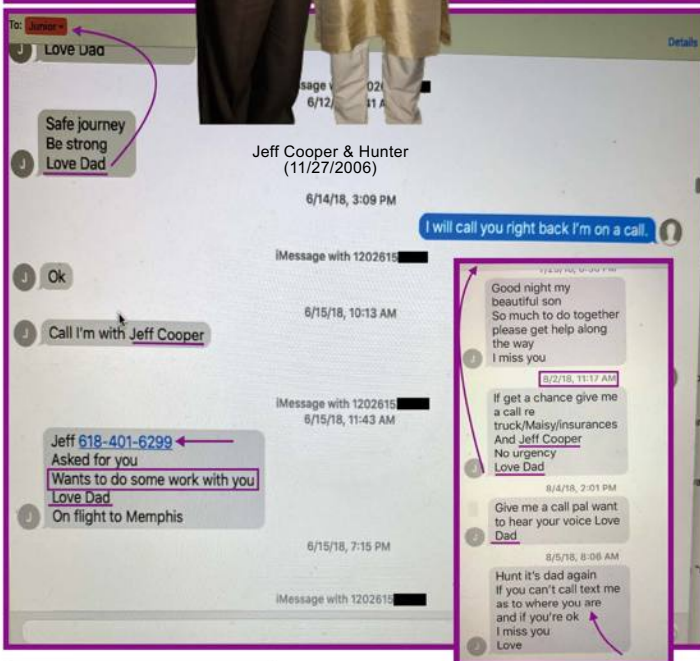 To: Junior
Details
Love Dad
6/12/
Safe journey
Be strong
Love Dad
Jeff Cooper & Hunter
(11/27/2006)
6/14/18, 3:09 PM
I will call you right back I'm on a call.
iMessage with 1202615
Ok
6/15/18, 10:13 AM
Call I'm with Jeff Cooper
iMessage with 1202615
6/15/18, 11:43 AM
Jeff 618-401-6299
Asked for you
Wants to do some work with you
Love Dad
On flight to Memphis
6/15/18, 7:15 PM
iMessage with 1202615
Good night my
beautiful son
So much to do together
please get help along
the way
I miss you
8/2/18, 11:17 AM
If get a chance give me
a call re
truck/Maisy/insurances
And Jeff Cooper
No urgency
Love Dad
8/4/18, 2:01 PM
Give me a call pal want
to hear your voice Love
Dad
8/5/18, 8:06 AM
Hunt it's dad again
If you can't call text me
as to where you are
and if you're ok
I miss you
Love